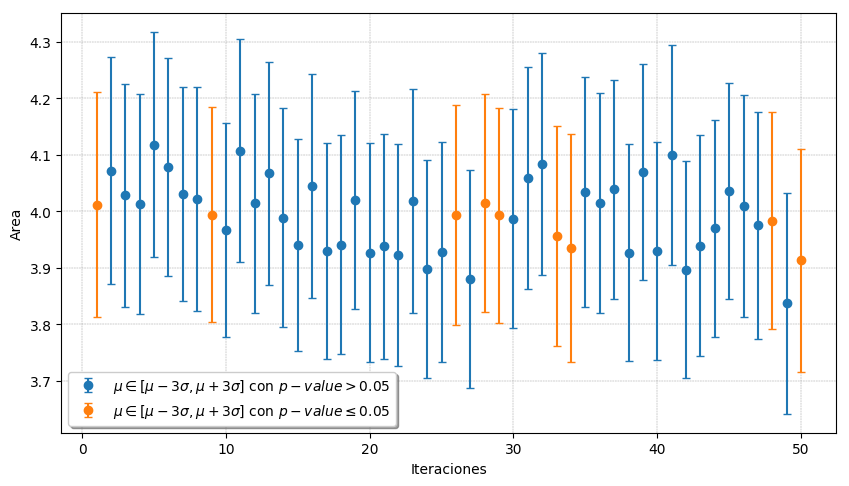 4.3
4.2
4.1
4.0
3.9
3.8
3.7
Area
μ ∈ [μ − 3σ, μ + 3σ] con p − value > 0.05
μ ∈ [μ − 3σ, μ + 3σ] con p − value ≤ 0.05
0 10 20 30 40 50
Iteraciones